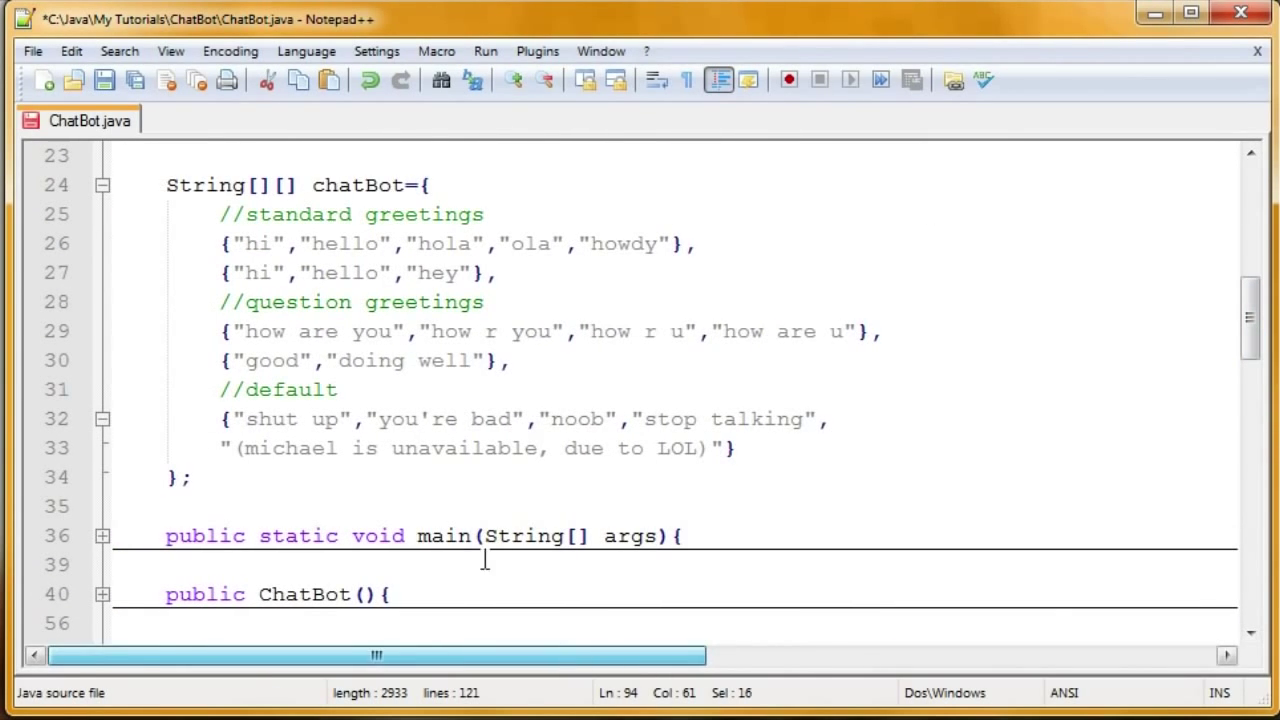 *C:\Java\My Tutorials\ChatBot\ChatBot.java - Notepad++
File Edit Search View Encoding Language Settings Macro Run Plugins Window ? X
ABC
ChatBot.java
23
24 String[][] chatBot={
25 //standard greetings
26 {"hi","hello","hola","ola","howdy"},
27 {"hi","hello","hey"},
28 //question greetings
29 {"how are you","how r you","how r u","how are u"},
30 {"good","doing well"},
31 //default
32 {"shut up","you're bad","noob","stop talking",
33 "(michael is unavailable, due to LOL)"}
34 };
35
36 public static void main(String[] args){
39
40 public ChatBot(){
56
Java source file length : 2933 lines : 121 Ln : 94 Col : 61 Sel : 16 Dos\Windows ANSI INS